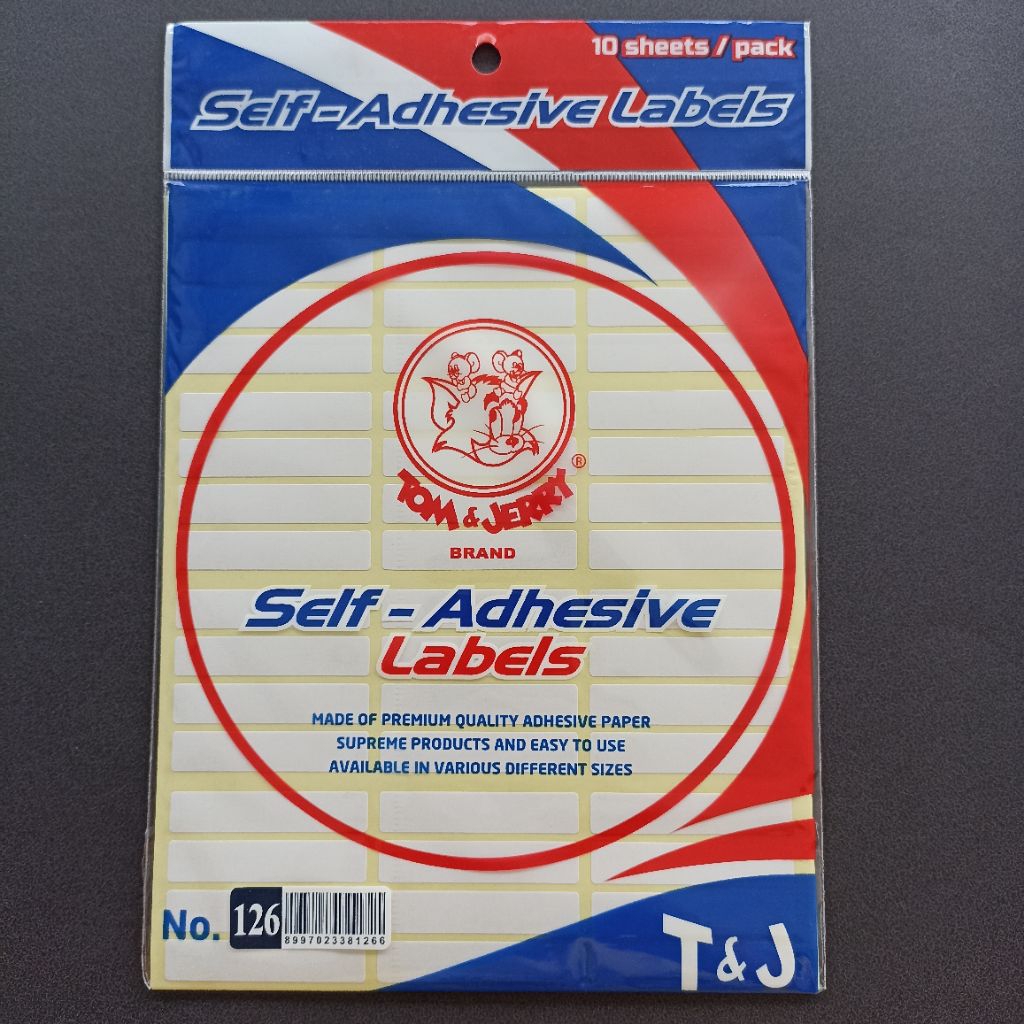 10 sheets / pack
Self-Adhesive Labels
TOM & JERRY ®
BRAND
Self - Adhesive
Labels
MADE OF PREMIUM QUALITY ADHESIVE PAPER
SUPREME PRODUCTS AND EASY TO USE
AVAILABLE IN VARIOUS DIFFERENT SIZES
No. 126
8997023381266
T & J